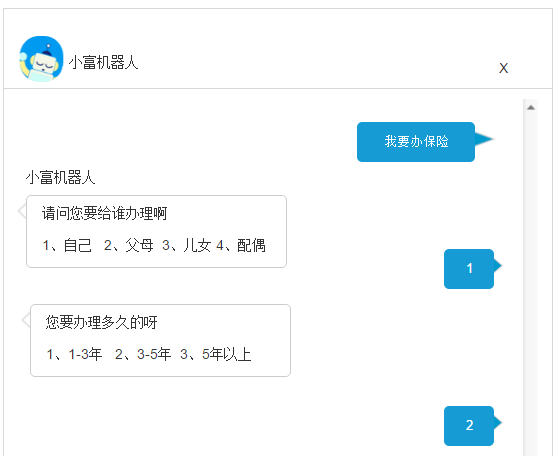 小富机器人
X
我要办保险
小富机器人
请问您要给谁办理啊
1、自己 2、父母 3、儿女 4、配偶
1
您要办理多久的呀
1、1-3年 2、3-5年 3、5年以上
2